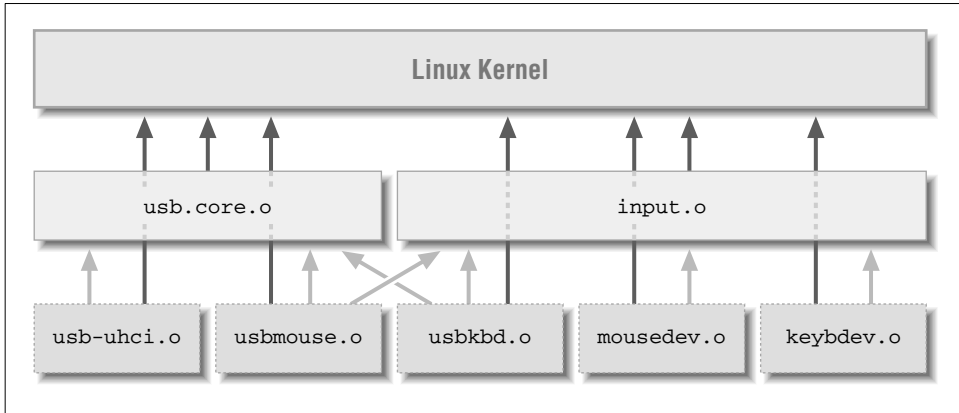 Linux Kernel
usb.core.o
input.o
usb-uhci.o
usbmouse.o
usbkbd.o
mousedev.o
keybdev.o